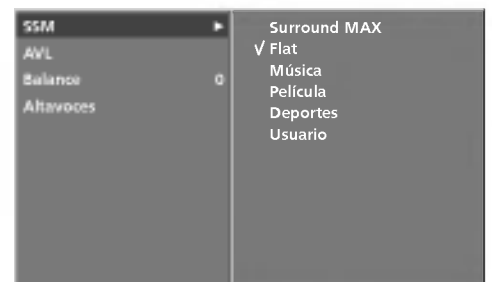 SSM ►
AVL
Balance 0
Altavoces
Surround MAX
√ Flat
Música
Película
Deportes
Usuario